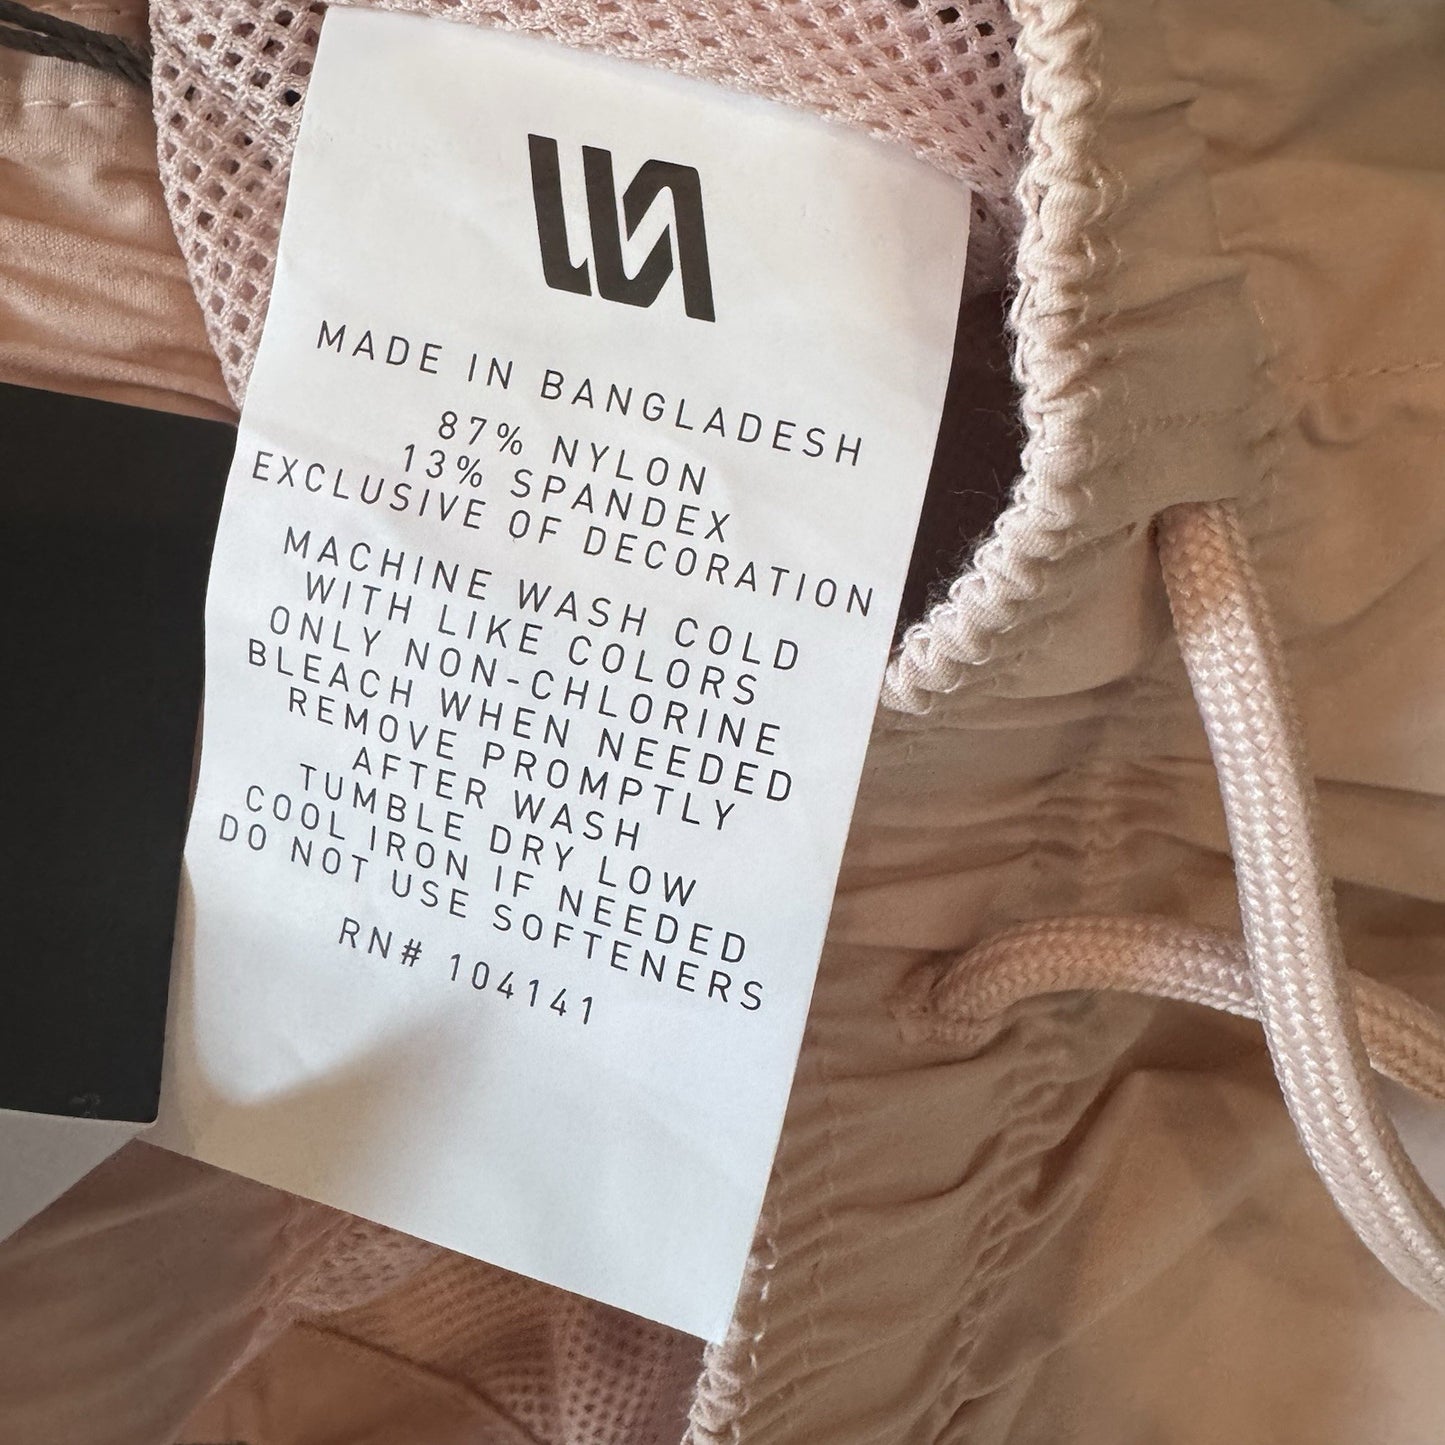 MADE IN BANGLADESH
87% NYLON
13% SPANDEX
EXCLUSIVE OF DECORATION
MACHINE WASH COLD
WITH LIKE COLORS
ONLY NON-CHLORINE
BLEACH WHEN NEEDED
REMOVE PROMPTLY
AFTER WASH
TUMBLE DRY LOW
COOL IRON IF NEEDED
DO NOT USE SOFTENERS
RN# 104141